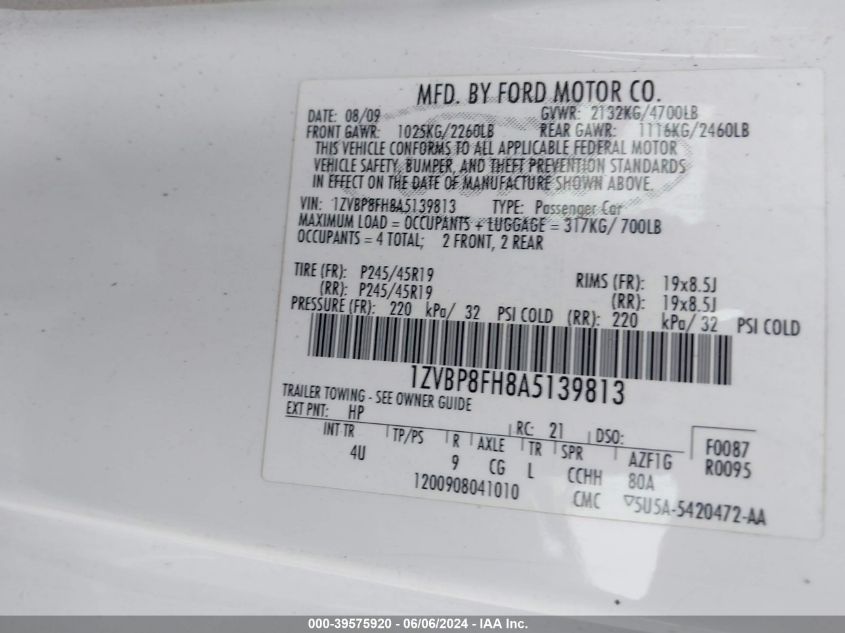 MFD. BY FORD MOTOR CO.
DATE: 08/09 GVWR: 2132KG/4700LB
FRONT GAWR: 1025KG/2260LB REAR GAWR: 1116KG/2460LB
THIS VEHICLE CONFORMS TO ALL APPLICABLE FEDERAL MOTOR
VEHICLE SAFETY, BUMPER, AND THEFT PREVENTION STANDARDS
IN EFFECT ON THE DATE OF MANUFACTURE SHOWN ABOVE.
VIN: 1ZVBP8FH8A5139813 TYPE: Passenger Car
MAXIMUM LOAD = OCCUPANTS + LUGGAGE = 317KG/ 700LB
OCCUPANTS = 4 TOTAL; 2 FRONT, 2 REAR
TIRE (FR): P245/45R19 RIMS (FR): 19x8.5J
(RR): P245/45R19 (RR): 19x8.5J
PRESSURE (FR): 220 kPa/ 32 PSI COLD (RR): 220 kPa/ 32 PSI COLD
1ZVBP8FH8A5139813
TRAILER TOWING - SEE OWNER GUIDE
EXT PNT: HP RC: 21 DSO: F0087
INT TR TP/PS R AXLE TR SPR AZF1G R0095
4U 9 CG L CCHH 80A
1200908041010 CMC ▽5U5A-5420472-AA
000-39575920 - 06/06/2024 - IAA Inc.